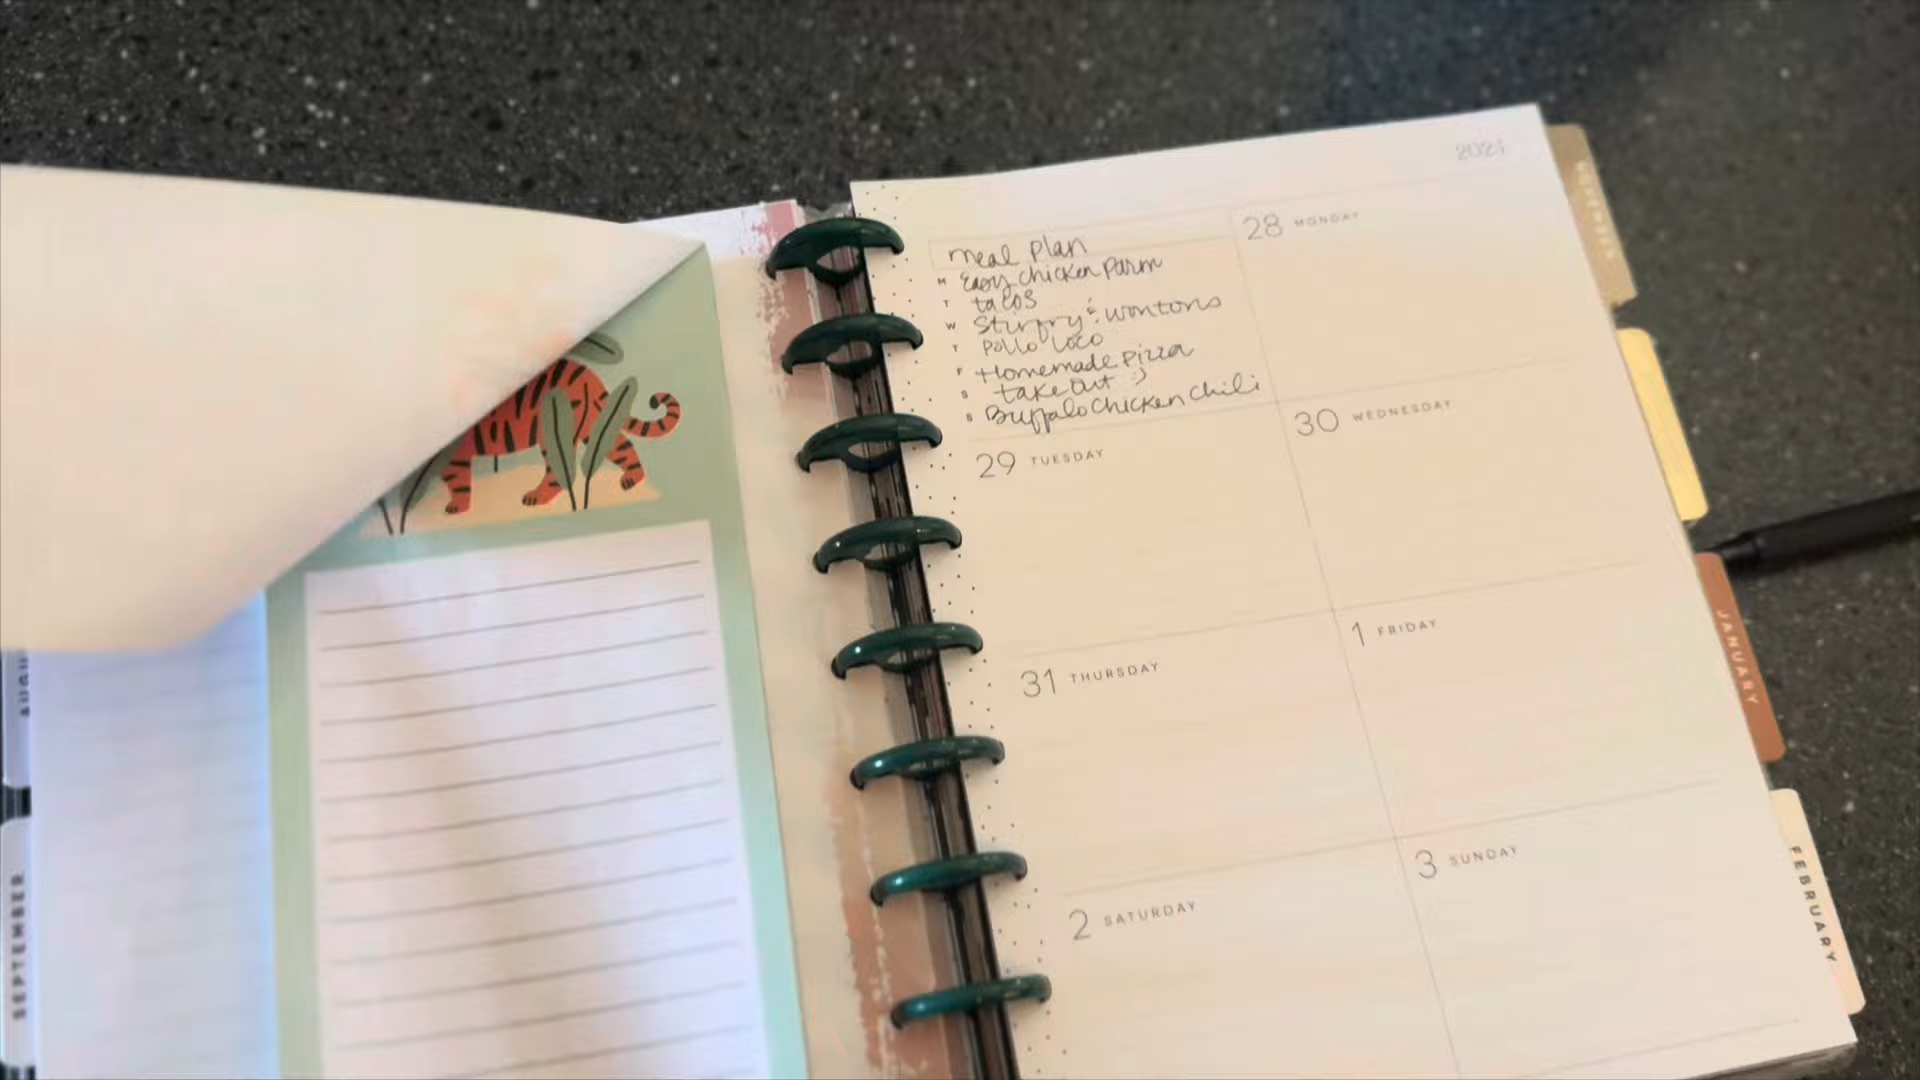 2021
meal plan
M Easy chicken parm
T tacos
W Stirfry & wontons
T Pollo loco
F Homemade pizza
S take out :)
S Buffalo Chicken Chili
28 MONDAY
29 TUESDAY
30 WEDNESDAY
31 THURSDAY
1 FRIDAY
2 SATURDAY
3 SUNDAY
JANUARY
FEBRUARY
SEPTEMBER